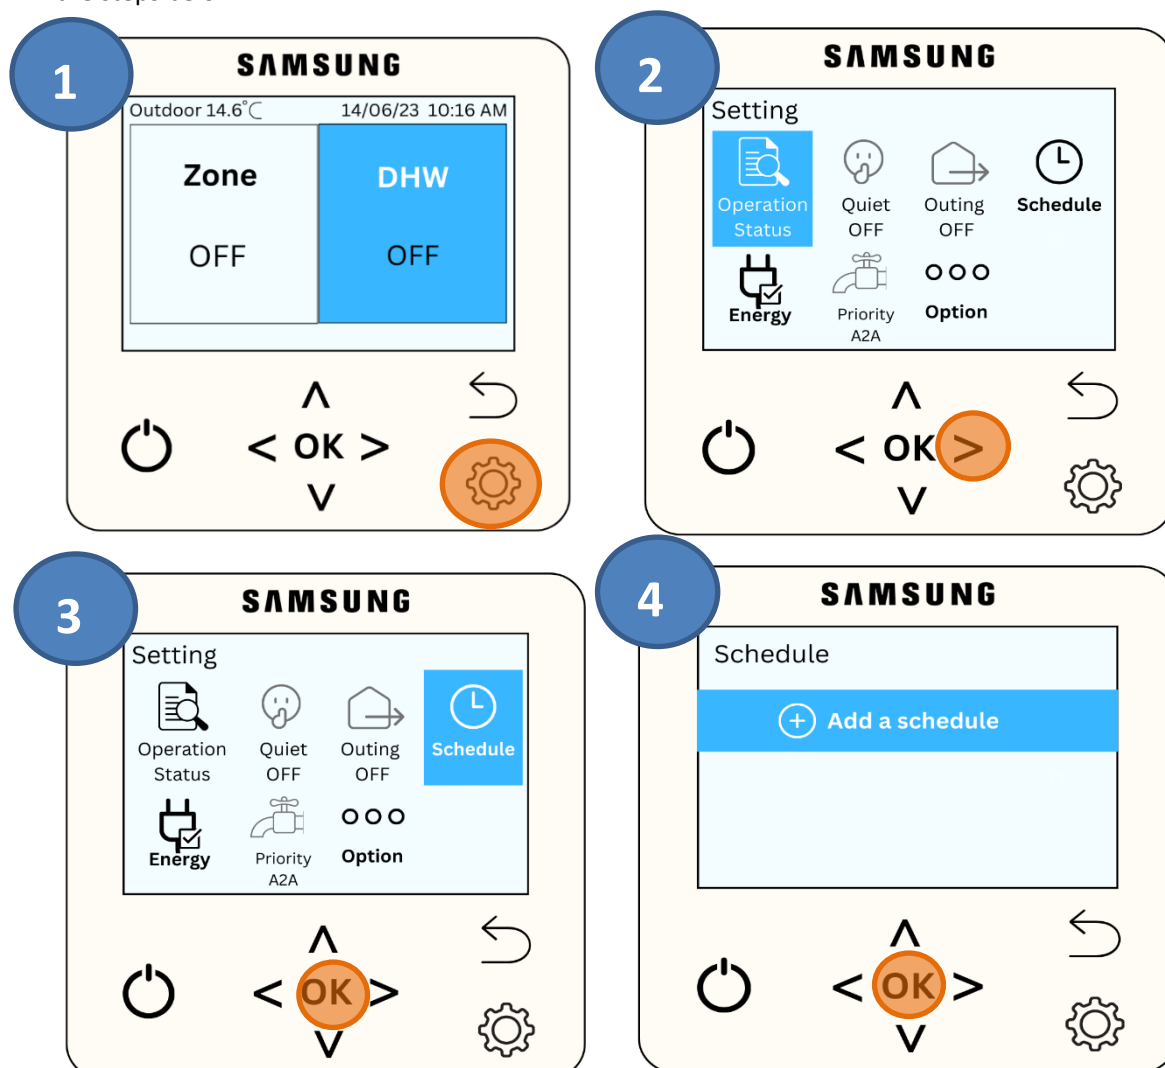 1
SAMSUNG
Outdoor 14.6°C 14/06/23 10:16 AM
Zone DHW
OFF OFF
< OK >
2
SAMSUNG
Setting
Operation Status
Quiet OFF
Outing OFF
Schedule
Energy
Priority A2A
Option
< OK >
3
SAMSUNG
Setting
Operation Status
Quiet OFF
Outing OFF
Schedule
Energy
Priority A2A
Option
< OK >
4
SAMSUNG
Schedule
+ Add a schedule
< OK >